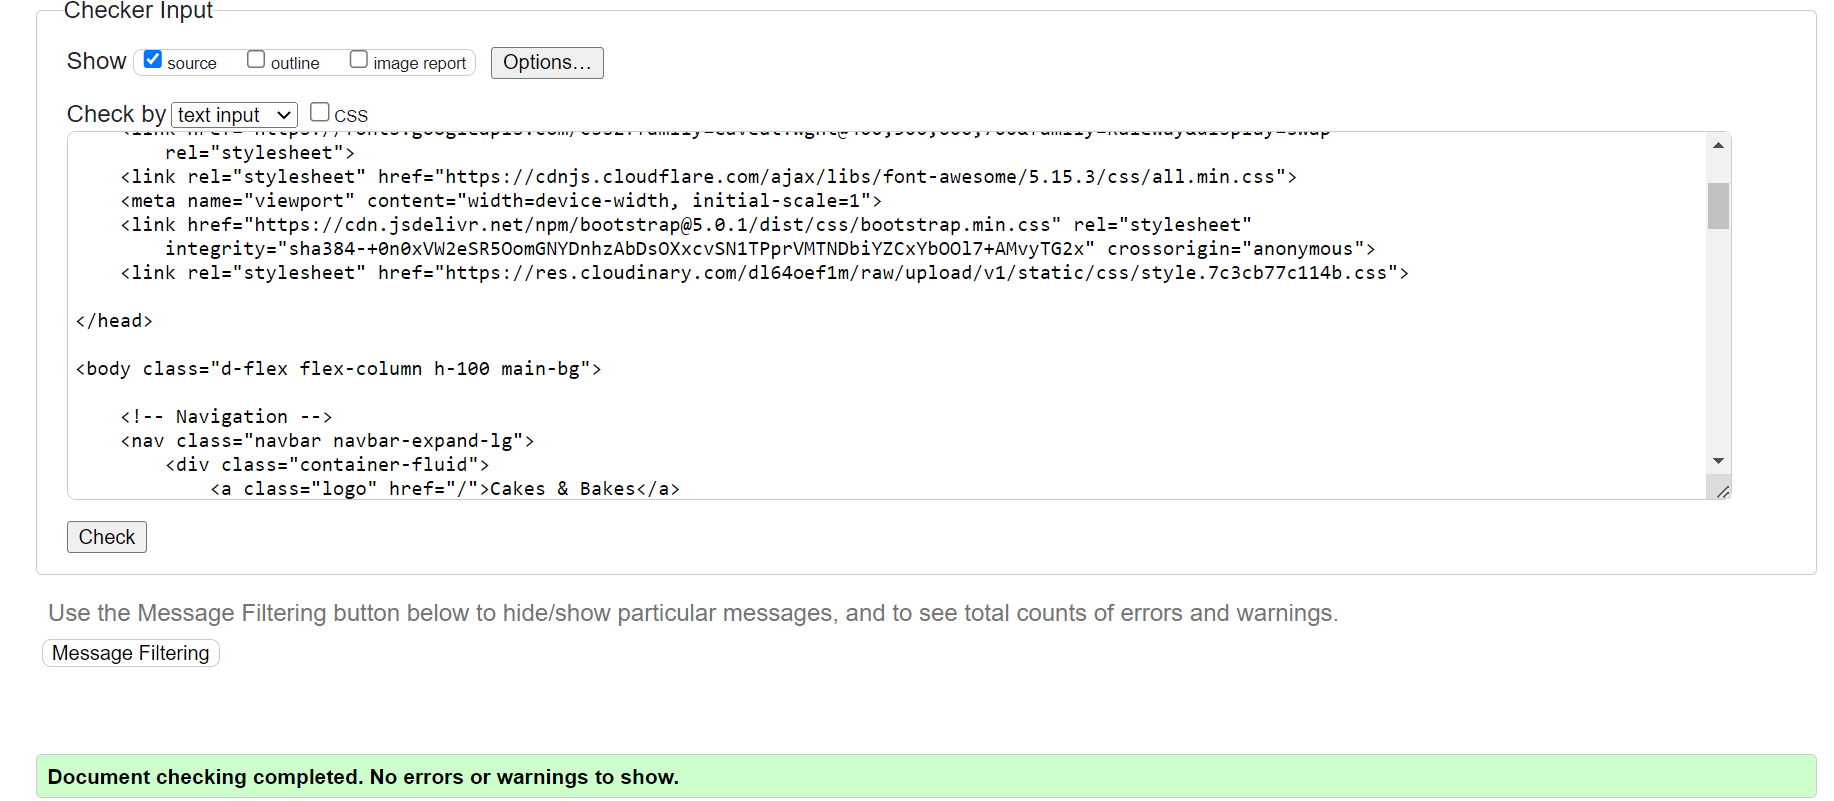 Checker Input
Show source outline image report Options...
Check by text input CSS
rel="stylesheet">
<link rel="stylesheet" href="https://cdnjs.cloudflare.com/ajax/libs/font-awesome/5.15.3/css/all.min.css">
<meta name="viewport" content="width=device-width, initial-scale=1">
<link href="https://cdn.jsdelivr.net/npm/bootstrap@5.0.1/dist/css/bootstrap.min.css" rel="stylesheet"
integrity="sha384-+0n0xVW2eSR5OomGNYDnhzAbDsOXxcvSN1TPprVMTNDbiYZCxYbOOl7+AMvyTG2x" crossorigin="anonymous">
<link rel="stylesheet" href="https://res.cloudinary.com/dl64oef1m/raw/upload/v1/static/css/style.7c3cb77c114b.css">
</head>
<body class="d-flex flex-column h-100 main-bg">
<!-- Navigation -->
<nav class="navbar navbar-expand-lg">
<div class="container-fluid">
<a class="logo" href="/">Cakes & Bakes</a>
Check
Use the Message Filtering button below to hide/show particular messages, and to see total counts of errors and warnings.
Message Filtering
Document checking completed. No errors or warnings to show.